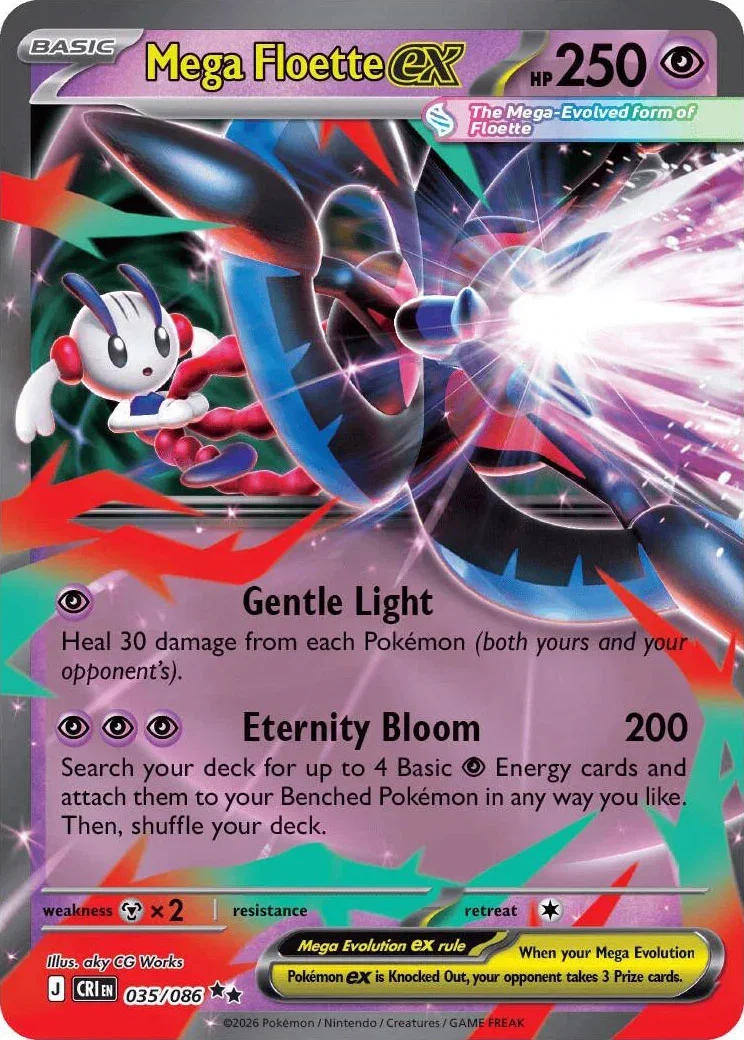 BASIC
Mega Floette ex
HP 250
The Mega-Evolved form of
Floette
Gentle Light
Heal 30 damage from each Pokémon (both yours and your
opponent's).
Eternity Bloom 200
Search your deck for up to 4 Basic Energy cards and
attach them to your Benched Pokémon in any way you like.
Then, shuffle your deck.
weakness ×2 resistance retreat
Mega Evolution ex rule When your Mega Evolution
Pokémon ex is Knocked Out, your opponent takes 3 Prize cards.
Illus. aky CG Works
J CRI EN 035/086
©2026 Pokémon / Nintendo / Creatures / GAME FREAK